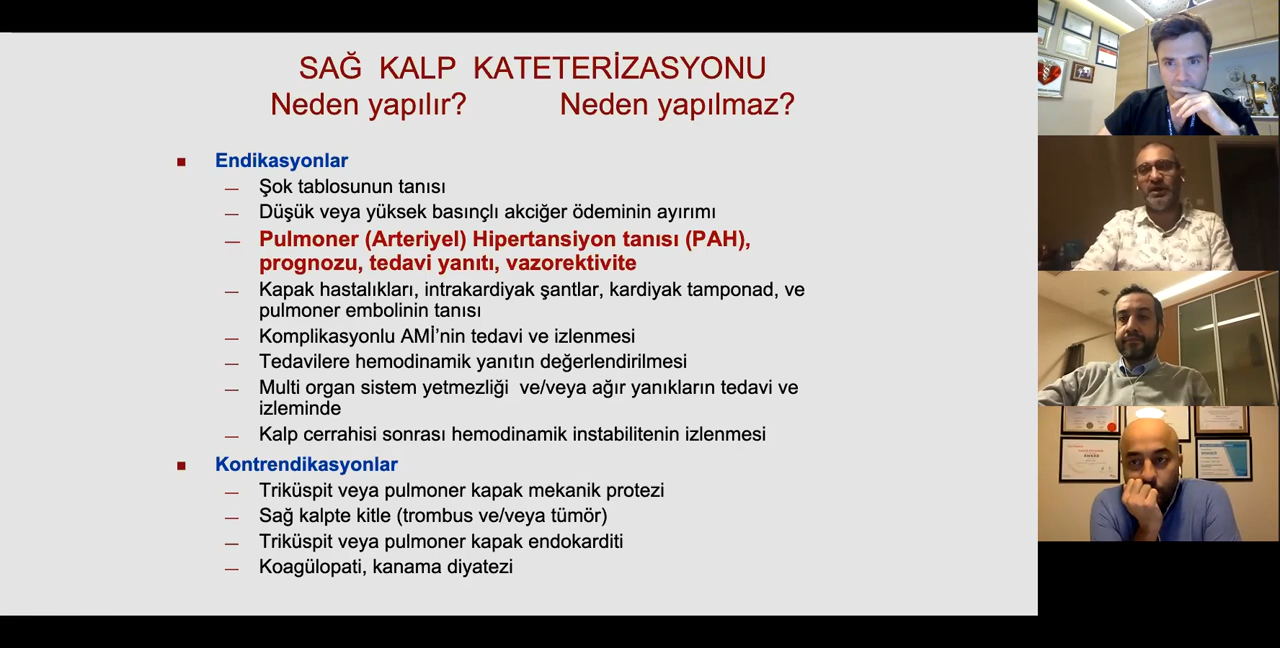 SAĞ KALP KATETERİZASYONU
Neden yapılır? Neden yapılmaz?
Endikasyonlar
Şok tablosunun tanısı
Düşük veya yüksek basınçlı akciğer ödeminin ayırımı
Pulmoner (Arteriyel) Hipertansiyon tanısı (PAH),
prognozu, tedavi yanıtı, vazorektivite
Kapak hastalıkları, intrakardiyak şantlar, kardiyak tamponad, ve
pulmoner embolinin tanısı
Komplikasyonlu AMİ’nin tedavi ve izlenmesi
Tedavilere hemodinamik yanıtın değerlendirilmesi
Multi organ sistem yetmezliği ve/veya ağır yanıkların tedavi ve
izleminde
Kalp cerrahisi sonrası hemodinamik instabilitenin izlenmesi
Kontrendikasyonlar
Triküspit veya pulmoner kapak mekanik protezi
Sağ kalpte kitle (trombus ve/veya tümör)
Triküspit veya pulmoner kapak endokarditi
Koagülopati, kanama diyatezi